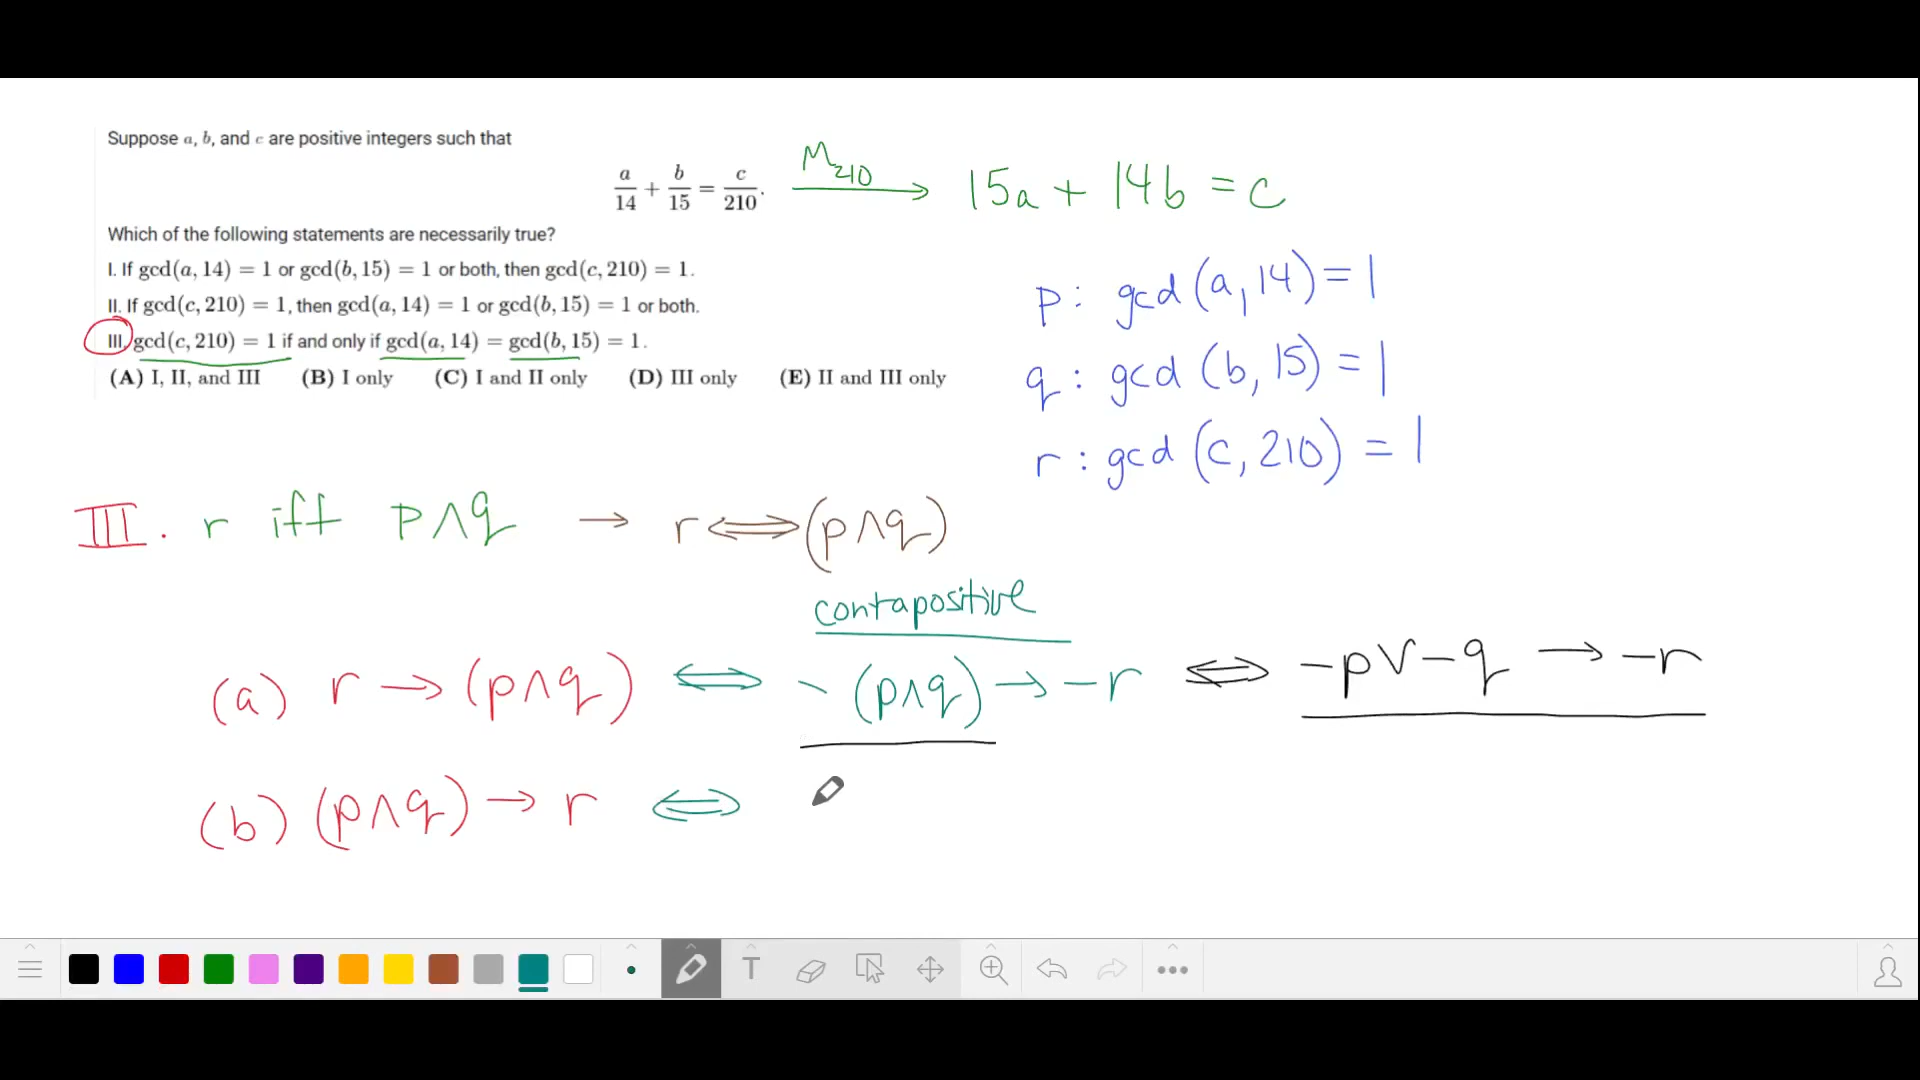 Suppose a, b, and c are positive integers such that
a/14 + b/15 = c/210. M210 → 15a + 14b = c
Which of the following statements are necessarily true?
I. If gcd(a, 14) = 1 or gcd(b, 15) = 1 or both, then gcd(c, 210) = 1.
II. If gcd(c, 210) = 1, then gcd(a, 14) = 1 or gcd(b, 15) = 1 or both.
III. gcd(c, 210) = 1 if and only if gcd(a, 14) = gcd(b, 15) = 1.
(A) I, II, and III (B) I only (C) I and II only (D) III only (E) II and III only
p: gcd(a, 14) = 1
q: gcd(b, 15) = 1
r: gcd(c, 210) = 1
III. r iff p∧q → r ⟺ (p∧q)
contapositive
(a) r → (p∧q) ⟺ -(p∧q) → -r ⟺ -p∨-q → -r
(b) (p∧q) → r ⟺
T